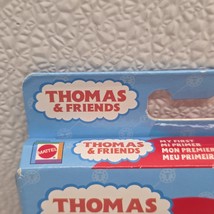 THOMAS
& FRIENDS
THOMAS
& FRIENDS
MATTEL
MY FIRST
MI PRIMER
MON PREMIER
MEU PRIMEIR
THOMAS